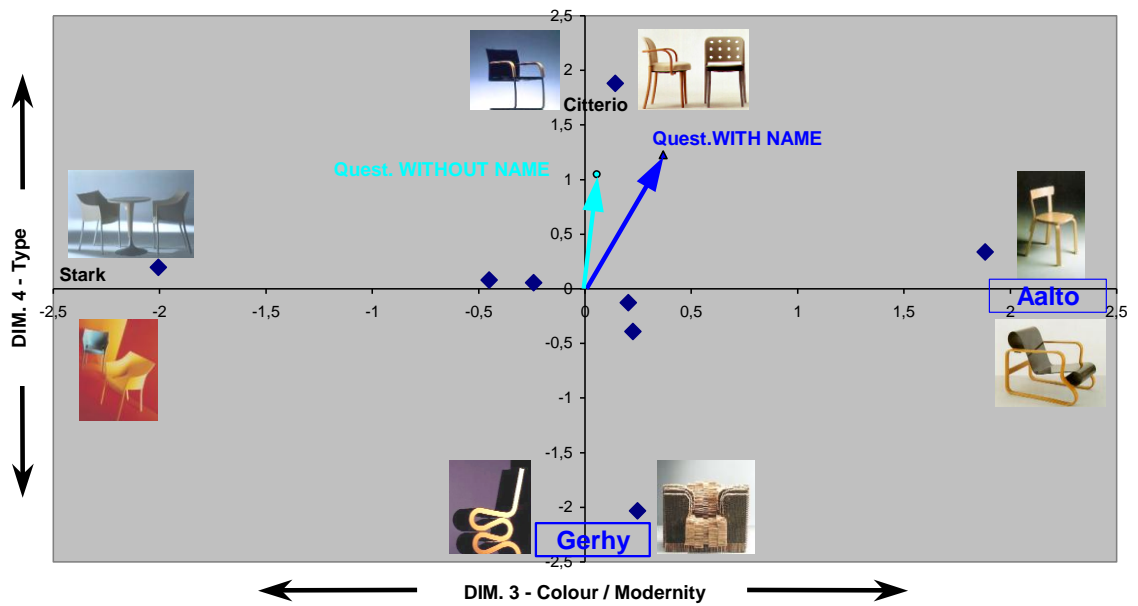 2,5
2
Citterio
1,5
Quest.WITH NAME
Quest. WITHOUT NAME
1
DIM. 4 - Type
0,5
Stark
0
-2,5
-2
-1,5
-1
-0,5
0
0,5
1
1,5
2
2,5
Aalto
-0,5
-1
-1,5
-2
Gerhy
-2,5
DIM. 3 - Colour / Modernity